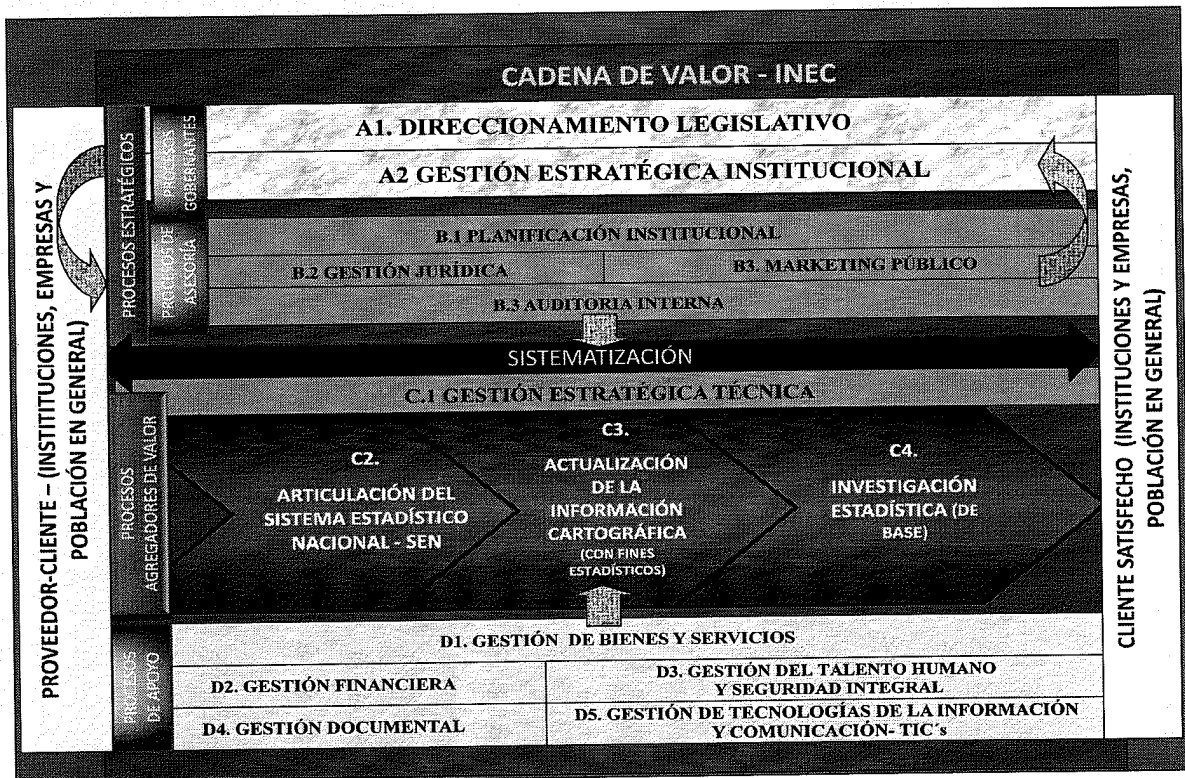 CADENA DE VALOR - INEC
PROVEEDOR-CLIENTE – (INSTITITUCIONES, EMPRESAS Y
POBLACIÓN EN GENERAL)
PROCESOS ESTRATÉGICOS
GOBERNANTES
A1. DIRECCIONAMIENTO LEGISLATIVO
A2 GESTIÓN ESTRATÉGICA INSTITUCIONAL
PROCESOS DE
ASESORÍA
B.1 PLANIFICACIÓN INSTITUCIONAL
B.2 GESTIÓN JURÍDICA
MARKETING PÚBLICO
B.3 AUDITORIA INTERNA
SISTEMATIZACIÓN
C.1 GESTIÓN ESTRATÉGICA TÉCNICA
PROCESOS
AGREGADORES DE VALOR
C2.
ARTICULACIÓN DEL
SISTEMA ESTADÍSTICO
NACIONAL - SEN
C3.
ACTUALIZACIÓN
DE LA
INFORMACIÓN
CARTOGRÁFICA
(CON FINES
ESTADÍSTICOS)
C4.
INVESTIGACIÓN
ESTADÍSTICA (DE
BASE)
PROCESOS
DE APOYO
D1. GESTIÓN DE BIENES Y SERVICIOS
D2. GESTIÓN FINANCIERA
D3. GESTIÓN DEL TALENTO HUMANO
Y SEGURIDAD INTEGRAL
D4. GESTIÓN DOCUMENTAL
D5. GESTIÓN DE TECNOLOGÍAS DE LA INFORMACIÓN
Y COMUNICACIÓN- TIC´s
CLIENTE SATISFECHO (INSTITUCIONES Y EMPRESAS,
POBLACIÓN EN GENERAL)